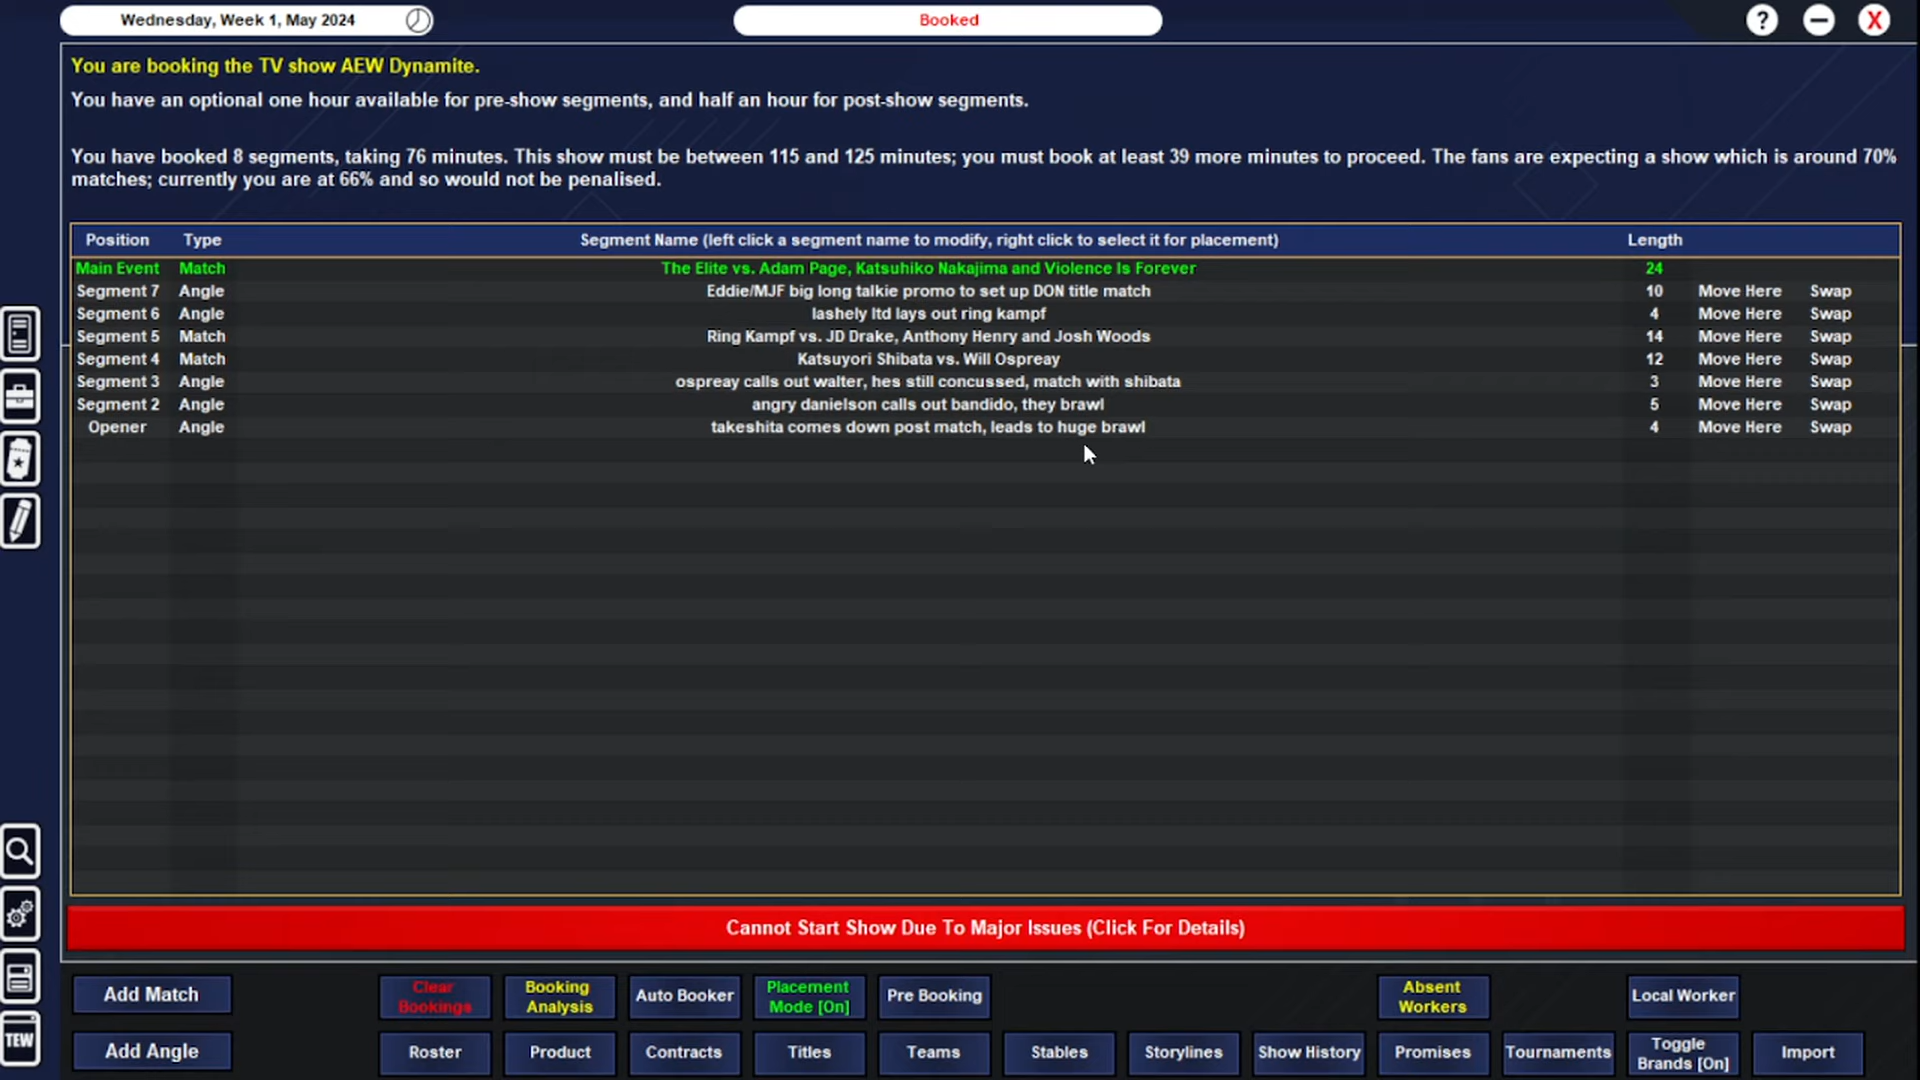 Wednesday, Week 1, May 2024
Booked
?
X
You are booking the TV show AEW Dynamite.
You have an optional one hour available for pre-show segments, and half an hour for post-show segments.
You have booked 8 segments, taking 76 minutes. This show must be between 115 and 125 minutes; you must book at least 39 more minutes to proceed. The fans are expecting a show which is around 70%
matches; currently you are at 66% and so would not be penalised.
Position Type Segment Name (left click a segment name to modify, right click to select it for placement) Length
Main Event Match The Elite vs. Adam Page, Katsuhiko Nakajima and Violence Is Forever 24
Segment 7 Angle Eddie/MJF big long talkie promo to set up DON title match 10 Move Here Swap
Segment 6 Angle lashely ltd lays out ring kampf 4 Move Here Swap
Segment 5 Match Ring Kampf vs. JD Drake, Anthony Henry and Josh Woods 14 Move Here Swap
Segment 4 Match Katsuyori Shibata vs. Will Ospreay 12 Move Here Swap
Segment 3 Angle ospreay calls out walter, hes still concussed, match with shibata 3 Move Here Swap
Segment 2 Angle angry danielson calls out bandido, they brawl 5 Move Here Swap
Opener Angle takeshita comes down post match, leads to huge brawl 4 Move Here Swap
Cannot Start Show Due To Major Issues (Click For Details)
Add Match
Clear
Bookings
Booking
Analysis
Auto Booker
Placement
Mode [On]
Pre Booking
Absent
Workers
Local Worker
TEW
Add Angle
Roster
Product
Contracts
Titles
Teams
Stables
Storylines
Show History
Promises
Tournaments
Toggle
Brands [On]
Import